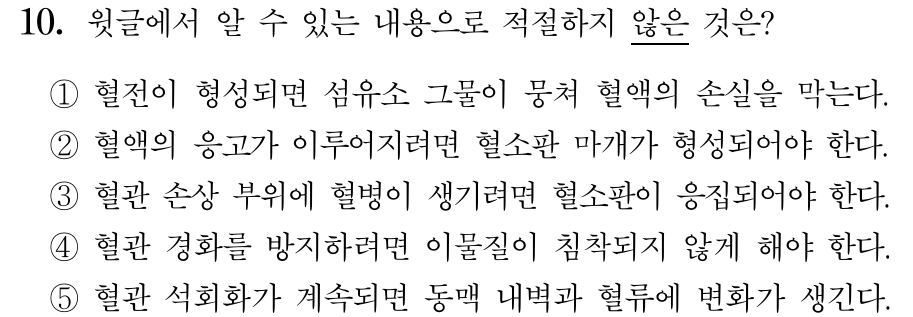 10. 윗글에서 알 수 있는 내용으로 적절하지 않은 것은?
① 혈전이 형성되면 섬유소 그물이 뭉쳐 혈액의 손실을 막는다.
② 혈액의 응고가 이루어지려면 혈소판 마개가 형성되어야 한다.
③ 혈관 손상 부위에 혈병이 생기려면 혈소판이 응집되어야 한다.
④ 혈관 경화를 방지하려면 이물질이 침착되지 않게 해야 한다.
⑤ 혈관 석회화가 계속되면 동맥 내벽과 혈류에 변화가 생긴다.